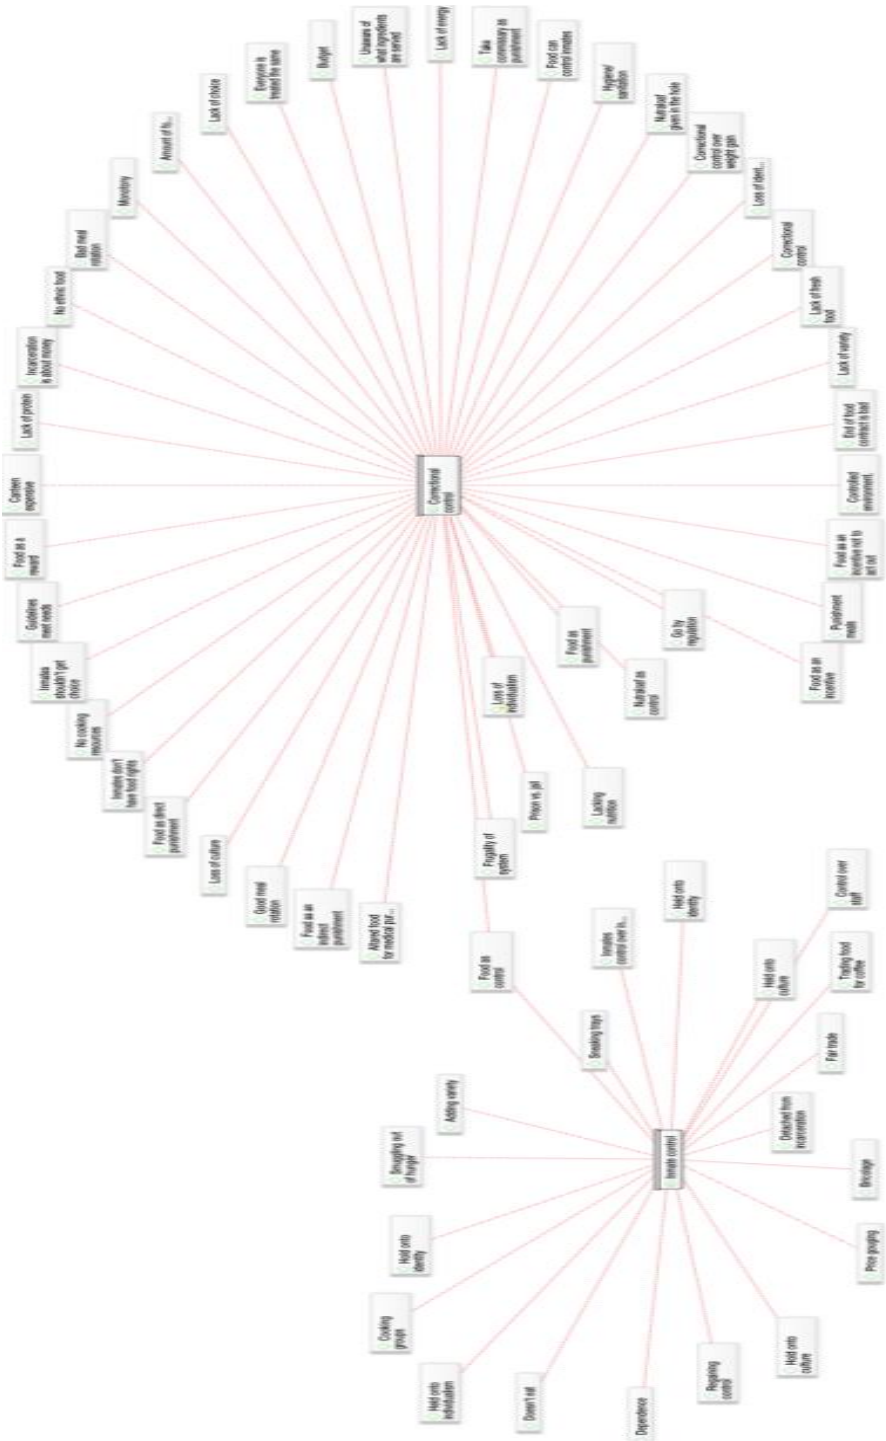 Lack of energy
Unaware of
what ingredients
are served
Take
commissary as
punishment
Budget
Food can
control inmates
Everyone is
treated the same
Hygiene/
sanitation
Lack of choice
Nutraloaf
given in the hole
Amount of fo...
Correctional
control over
weight gain
Monotony
Loss of ident...
Bad meal
rotation
Correctional
control
No ethnic food
Lack of fresh
food
Incarceration
is about money
Lack of variety
Lack of protein
End of food
contract is bad
Canteen
expensive
Correctional
control
Controlled
environment,
Food as a
reward
Food as an
incentive not to
act out
Guidelines
meet needs
Punishment
meals
Inmates
shouldn't get
choice
Food as an
incentive
Go by
regulation
Food as
punishment
Nutraloaf as
control
Loss of
individualism
No cooking
resources
Inmates don't
have food rights
Food as direct
punishment
Prison vs. jail
Lacking
nutrition
Frugality of
system
Loss of culture
Good meal
rotation
Food as an
indirect
punishment
Altered food
for medical pur...
Food as
control
Inmates
control over in...
Held onto
identity
Control over
staff
Hold onto
culture
Trading food
for coffee
Sneaking trays
Fair trade
Adding variety
Detached from
incarceration
Smuggling out
of hunger
Inmate control
Bricolage
Hold onto
identity
Price gouging
Cooking
groups
Hold onto
culture
Held onto
individualism
Regaining
control
Doesn't eat
Dependence